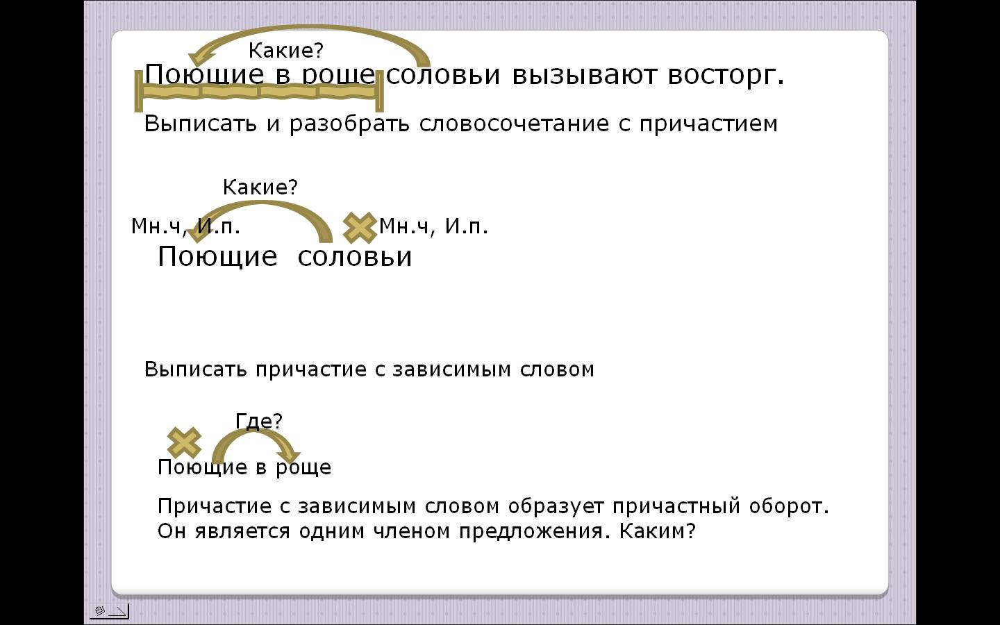 Какие?
Поющие в роще соловьи вызывают восторг.
Выписать и разобрать словосочетание с причастием
Какие?
Мн.ч, И.п. Мн.ч, И.п.
Поющие соловьи
Выписать причастие с зависимым словом
Где?
Поющие в роще
Причастие с зависимым словом образует причастный оборот.
Он является одним членом предложения. Каким?